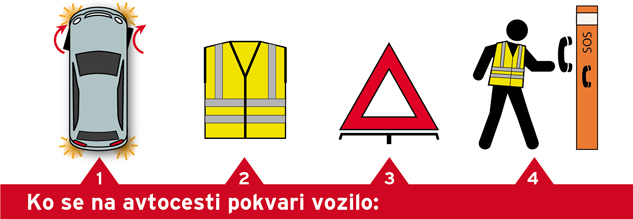 SOS
1 2 3 4
Ko se na avtocesti pokvari vozilo: